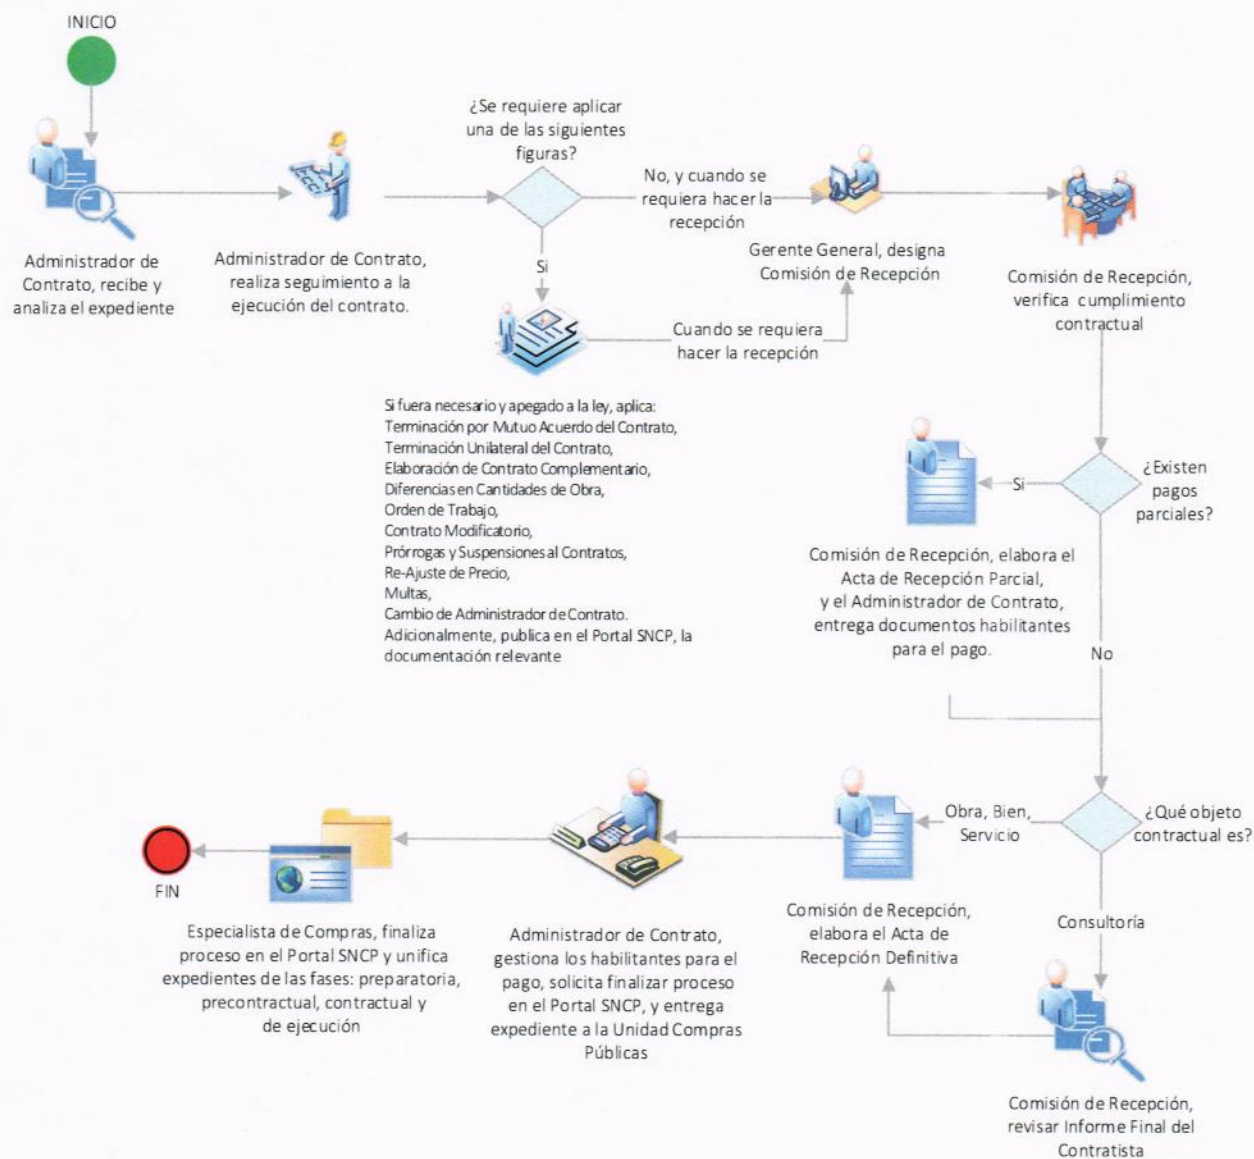 INICIO
Administrador de
Contrato, recibe y
analiza el expediente
Administrador de Contrato,
realiza seguimiento a la
ejecución del contrato.
¿Se requiere aplicar
una de las siguientes
figuras?
No, y cuando se
requiera hacer la
recepción
Si
Si fuera necesario y apegado a la ley, aplica:
Terminación por Mutuo Acuerdo del Contrato,
Terminación Unilateral del Contrato,
Elaboración de Contrato Complementario,
Diferencias en Cantidades de Obra,
Orden de Trabajo,
Contrato Modificatorio,
Prórrogas y Suspensiones al Contratos,
Re-Ajuste de Precio,
Multas,
Cambio de Administrador de Contrato.
Adicionalmente, publica en el Portal SNCP, la
documentación relevante
Cuando se requiera
hacer la recepción
Gerente General, designa
Comisión de Recepción
Comisión de Recepción,
verifica cumplimiento
contractual
¿Existen
pagos
parciales?
Si
Comisión de Recepción, elabora el
Acta de Recepción Parcial,
y el Administrador de Contrato,
entrega documentos habilitantes
para el pago.
No
¿Qué objeto
contractual es?
Obra, Bien,
Servicio
Consultoría
Comisión de Recepción,
revisar Informe Final del
Contratista
Comisión de Recepción,
elabora el Acta de
Recepción Definitiva
Administrador de Contrato,
gestiona los habilitantes para el
pago, solicita finalizar proceso
en el Portal SNCP, y entrega
expediente a la Unidad Compras
Públicas
Especialista de Compras, finaliza
proceso en el Portal SNCP y unifica
expedientes de las fases: preparatoria,
precontractual, contractual y
de ejecución
FIN